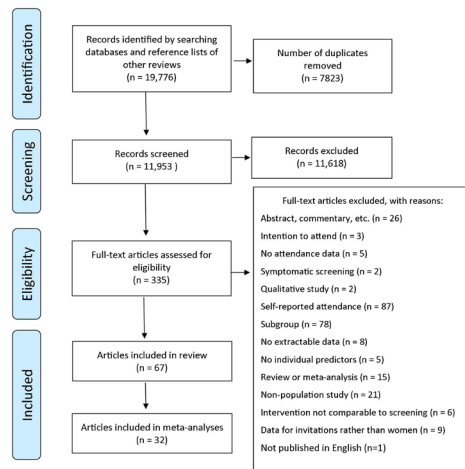 Identification
Records identified by searching
databases and reference lists of
other reviews
(n = 19,776)
Number of duplicates
removed
(n = 7823)
Screening
Records screened
(n = 11,953 )
Records excluded
(n = 11,618)
Eligibility
Full-text articles assessed for
eligibility
(n = 335)
Full-text articles excluded, with reasons:
Abstract, commentary, etc. (n = 26)
Intention to attend (n = 3)
No attendance data (n = 5)
Symptomatic screening (n = 2)
Qualitative study (n = 2)
Self-reported attendance (n = 87)
Subgroup (n = 78)
No extractable data (n = 8)
No individual predictors (n = 5)
Review or meta-analysis (n = 15)
Non-population study (n = 21)
Intervention not comparable to screening (n = 6)
Data for invitations rather than women (n = 9)
Not published in English (n=1)
Included
Articles included in review
(n = 67)
Articles included in meta-analyses
(n = 32)